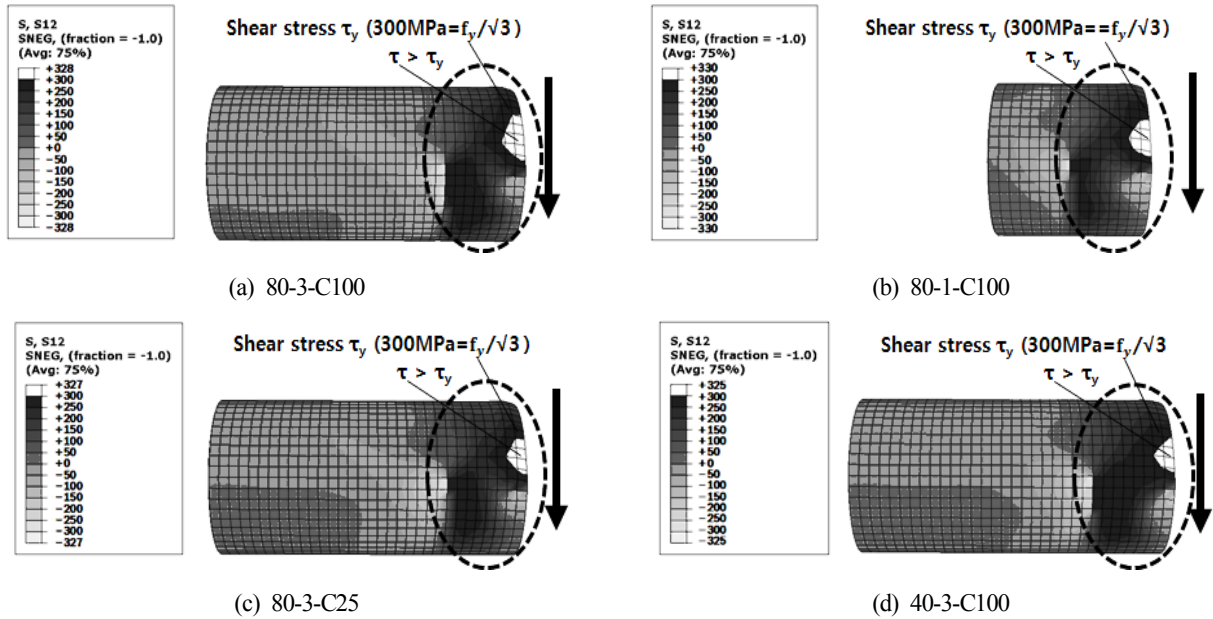 S, S12
SNEG, (fraction = -1.0)
(Avg: 75%)
+328
+300
+250
+200
+150
+100
+50
+0
−50
−100
−150
−200
−250
−300
−328
Shear stress τy (300MPa=fy/√3)
τ > τy
(a) 80-3-C100
S, S12
SNEG, (fraction = -1.0)
(Avg: 75%)
+330
+300
+250
+200
+150
+100
+50
+0
−50
−100
−150
−200
−250
−300
−330
Shear stress τy (300MPa==fy/√3)
τ > τy
(b) 80-1-C100
S, S12
SNEG, (fraction = -1.0)
(Avg: 75%)
+327
+300
+250
+200
+150
+100
+50
+0
−50
−100
−150
−200
−250
−300
−327
Shear stress τy (300MPa=fy/√3)
τ > τy
(c) 80-3-C25
S, S12
SNEG, (fraction = -1.0)
(Avg: 75%)
+325
+300
+250
+200
+150
+100
+50
+0
−50
−100
−150
−200
−250
−300
−325
Shear stress τy (300MPa=fy/√3
τ > τy
(d) 40-3-C100